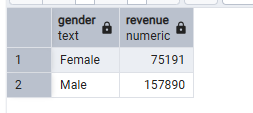 gender revenue
text numeric
1 Female 75191
2 Male 157890